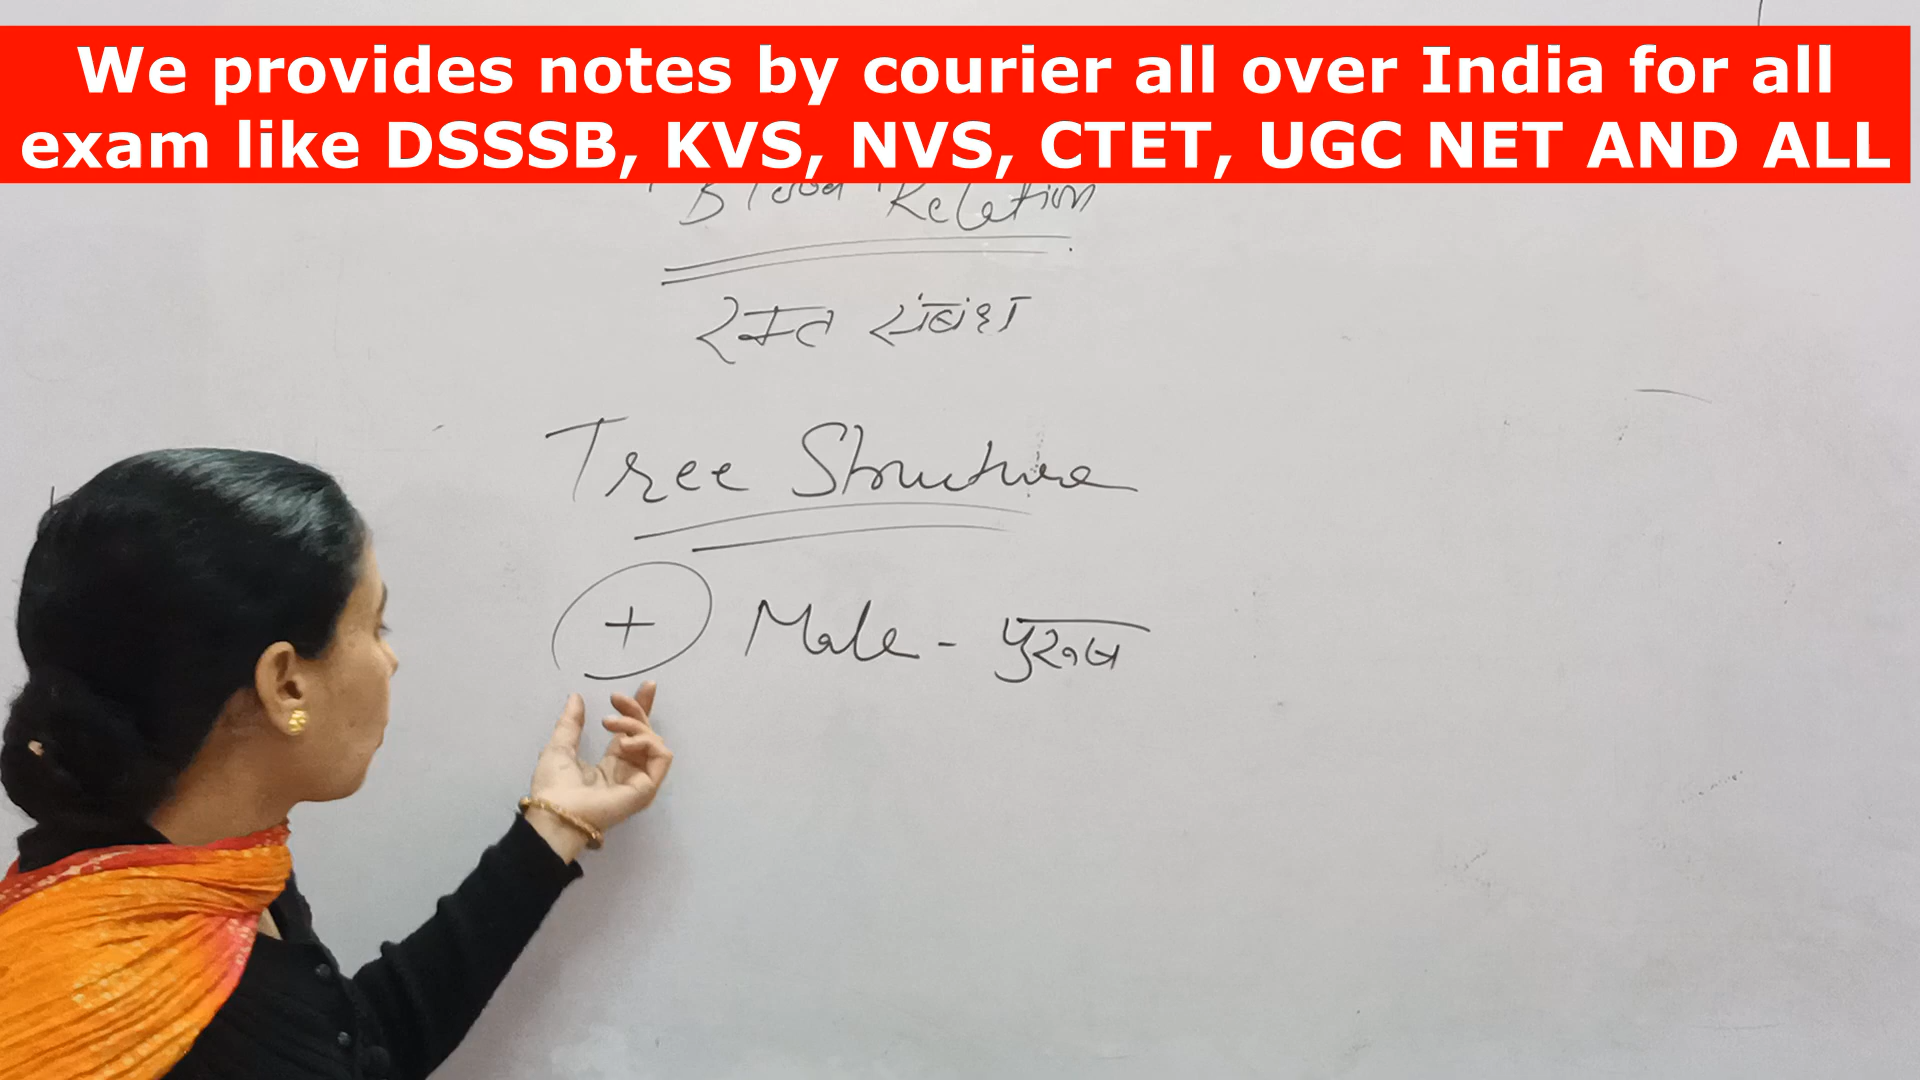 We provides notes by courier all over India for all
exam like DSSSB, KVS, NVS, CTET, UGC NET AND ALL
Blood Relation
रक्त संबंध
Tree Structure
+ Male - पुरूष